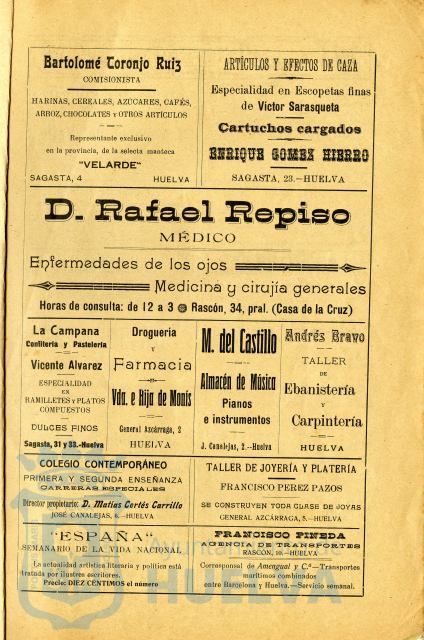 Bartolomé Toronjo Ruiz
COMISIONISTA
HARINAS, CEREALES, AZUCARES, CAFÉS,
ARROZ, CHOCOLATES Y OTROS ARTÍCULOS
Representante exclusivo
en la provincia, de la selecta manteca
"VELARDE"
SAGASTA, 4 HUELVA
ARTÍCULOS Y EFECTOS DE CAZA
Especialidad en Escopetas finas
de Víctor Sarasqueta
Cartuchos cargados
ENRIQUE GOMEX HIERRO
SAGASTA, 23.—HUELVA
D. Rafael Repiso
MÉDICO
Enfermedades de los ojos
Medicina y cirujía generales
Horas de consulta: de 12 a 3 Rascón, 34, pral. (Casa de la Cruz)
La Campana
Confitería y Pastelería
Vicente Alvarez
ESPECIALIDAD
EN
RAMILLETES Y PLATOS
COMPUESTOS
DULCES FINOS
Sagasta, 31 y 33.-Huelva
Drogueria
Y
Farmacia
Vda. e Hija de Monís
General Azcárraga, 2
HUELVA
M. del Castillo
Almacén de Música
Pianos
e instrumentos
J. Canalejas, 2.-Huelva
Andrés Bravo
TALLER
DE
Ebanistería
Y
Carpintería
HUELVA
COLEGIO CONTEMPORÁNEO
PRIMERA Y SEGUNDA ENSEÑANZA
CARRERAS ESPECIALES
Director propietario: D. Matías Cortés Carrillo
JOSÉ CANALEJAS, 6.—HUELVA
TALLER DE JOYERÍA Y PLATERÍA
FRANCISCO PEREZ PAZOS
SE CONSTRUYEN TODA CLASE DE JOYAS
GENERAL AZCÁRRAGA, 5.—HUELVA
"ESPAÑA"
SEMANARIO DE LA VIDA NACIONAL
La actualidad artística literaria y política está
tratada por ilustres escritores.
Precio: DIEZ CÉNTIMOS el número
FRANCISCO PINEDA
AGENCIA DE TRANSPORTES
RASCÓN, 10.—HUELVA
Corresponsal de Amengual y C.ª—Transportes
marítimos combinados
entre Barcelona y Huelva.—Servicio semanal.
HUELVA